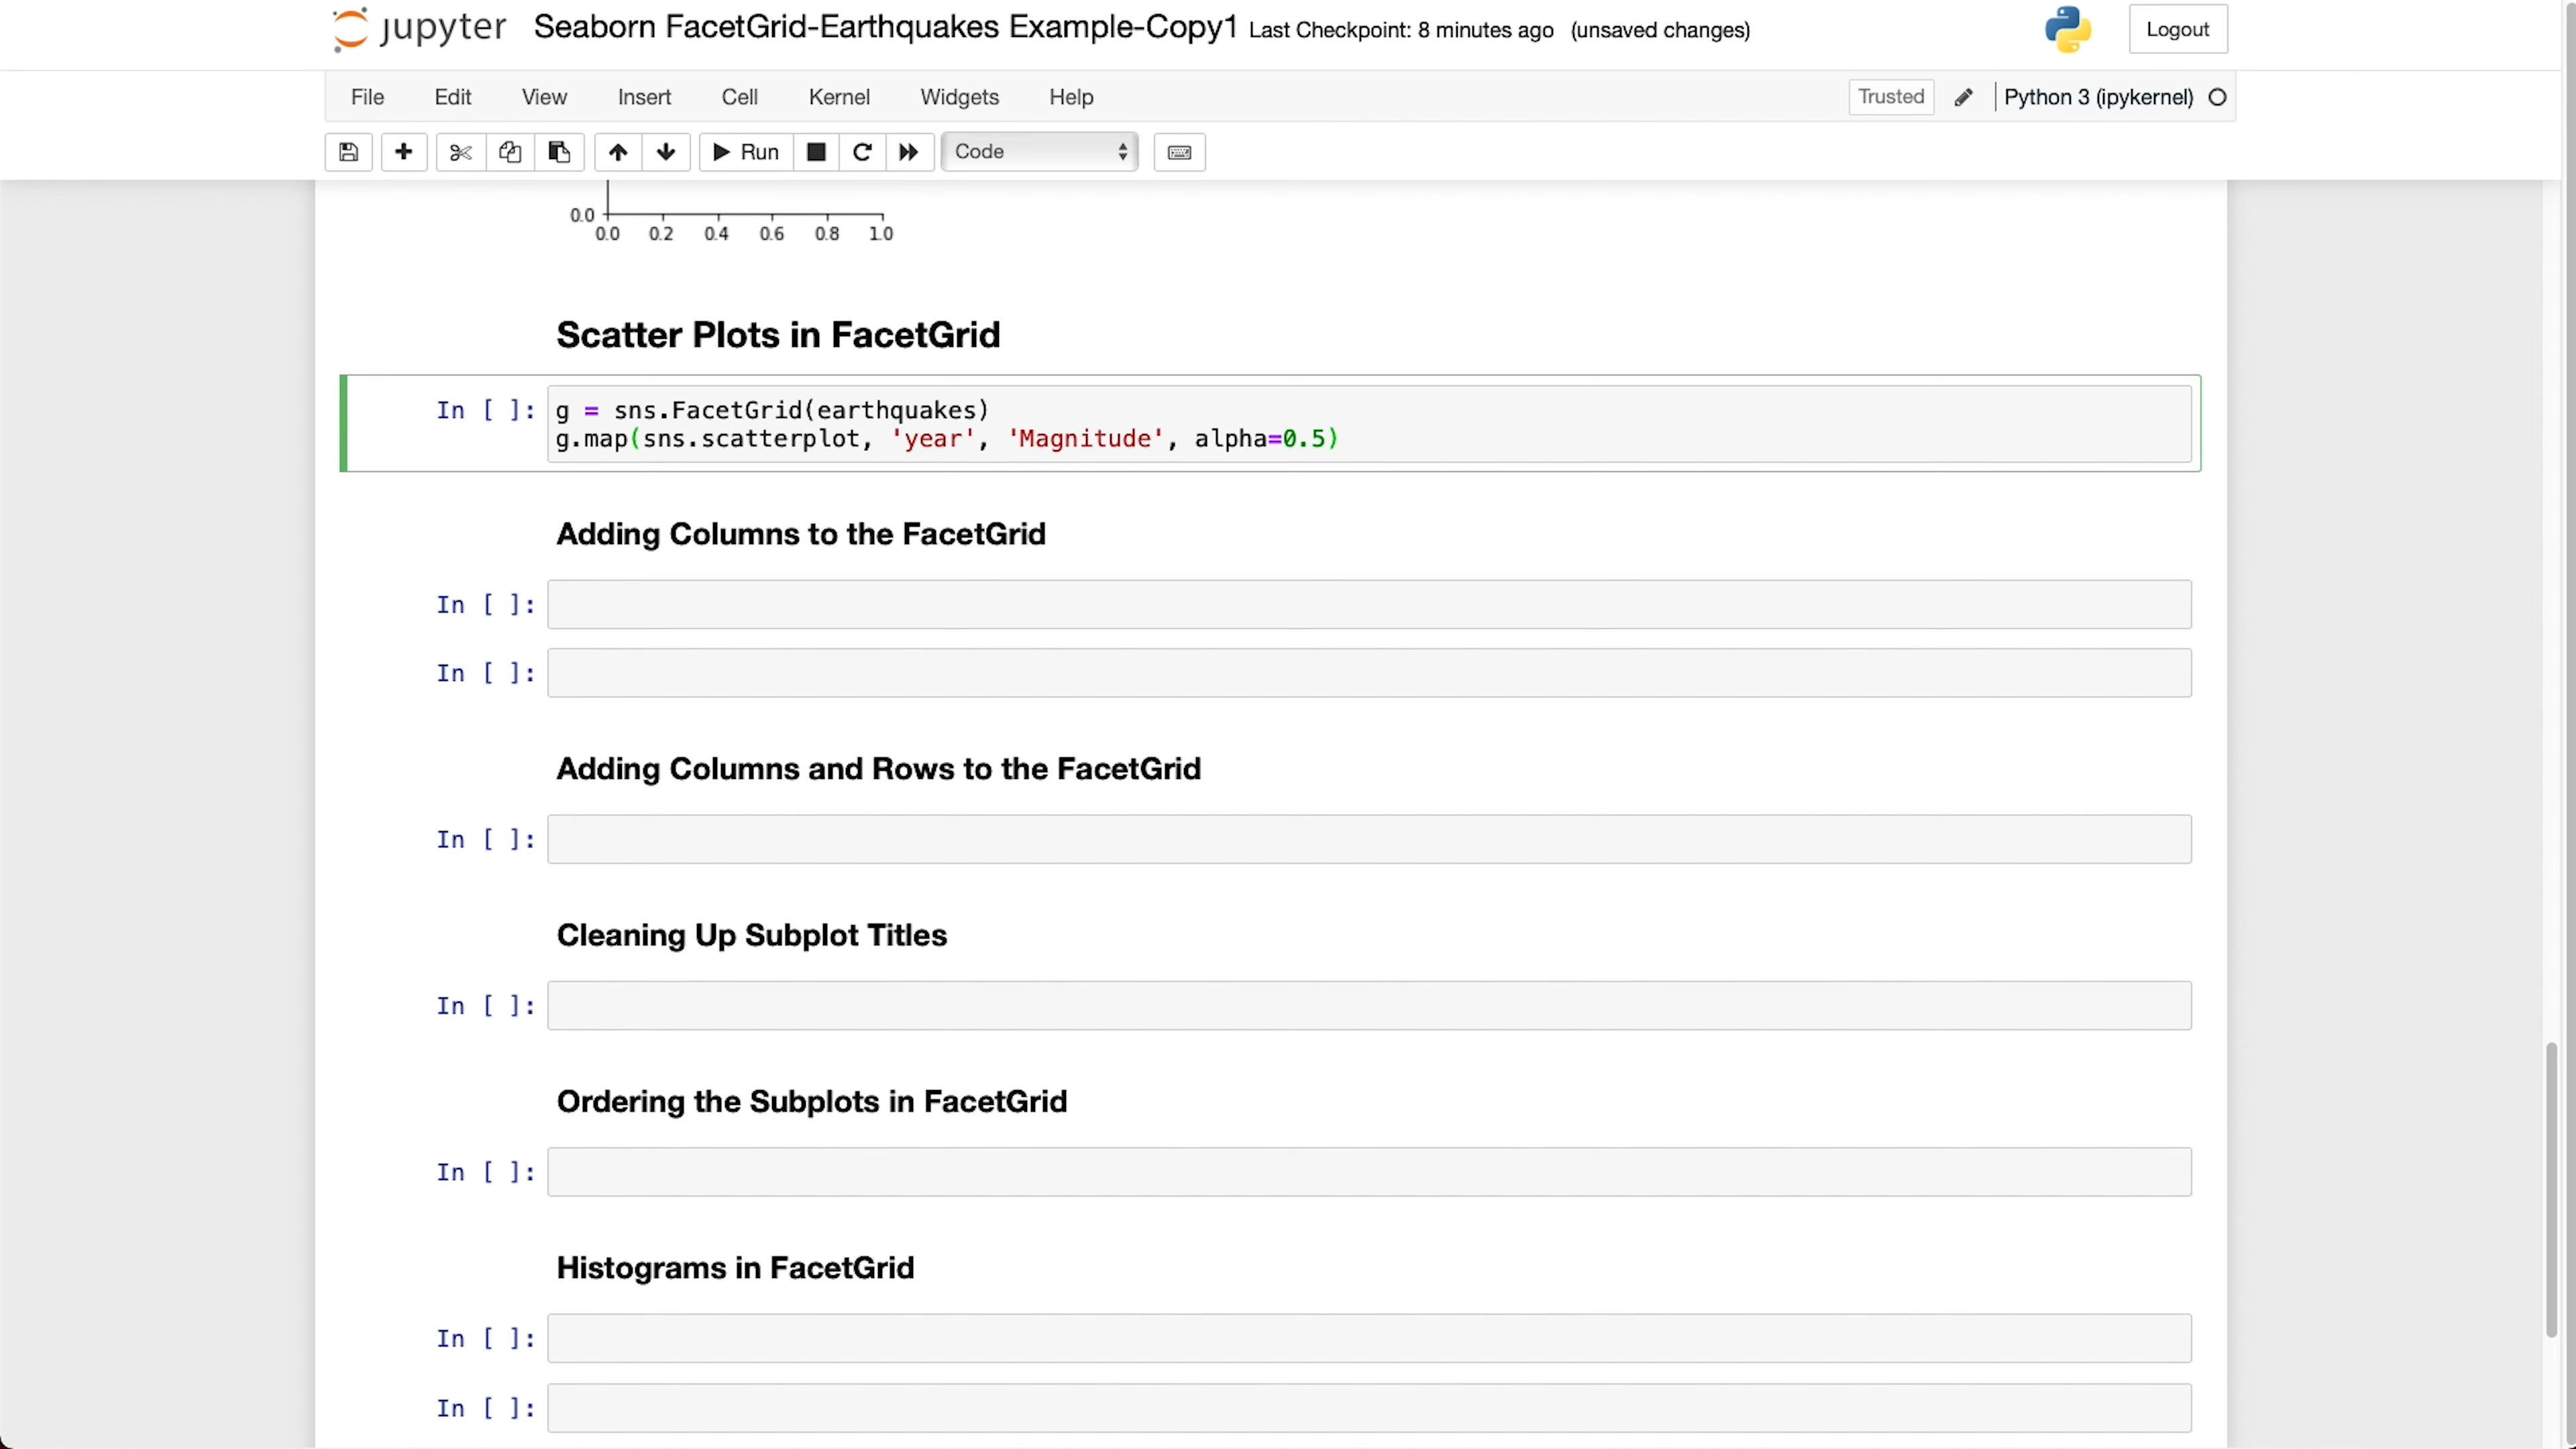 jupyter Seaborn FacetGrid-Earthquakes Example-Copy1 Last Checkpoint: 8 minutes ago (unsaved changes) Logout
File Edit View Insert Cell Kernel Widgets Help Trusted Python 3 (ipykernel)
Run Code
0.0
0.0 0.2 0.4 0.6 0.8 1.0
Scatter Plots in FacetGrid
In [ ]: g = sns.FacetGrid(earthquakes)
g.map(sns.scatterplot, 'year', 'Magnitude', alpha=0.5)
Adding Columns to the FacetGrid
In [ ]:
In [ ]:
Adding Columns and Rows to the FacetGrid
In [ ]:
Cleaning Up Subplot Titles
In [ ]:
Ordering the Subplots in FacetGrid
In [ ]:
Histograms in FacetGrid
In [ ]:
In [ ]: